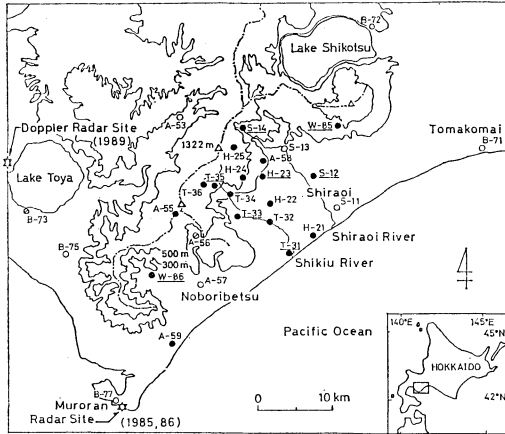 B-72
Lake Shikotsu
Doppler Radar Site
(1989)
A-53
S-14
W-65
Tomakomai
B-71
1322 m
S-13
H-25
A-58
Lake Toya
T-35
H-24
H-23
S-12
T-36
T-34
Shiraoi
B-73
A-55
T-33
H-22
S-11
T-32
A-56
H-21
Shiraoi River
B-75
500 m
T-31
300 m
Shikiu River
W-66
A-57
Noboribetsu
Pacific Ocean
A-59
140°E
145°E
45°N
HOKKAIDO
B-77
Muroran
Radar Site
(1985, 86)
0
10 km
42°N